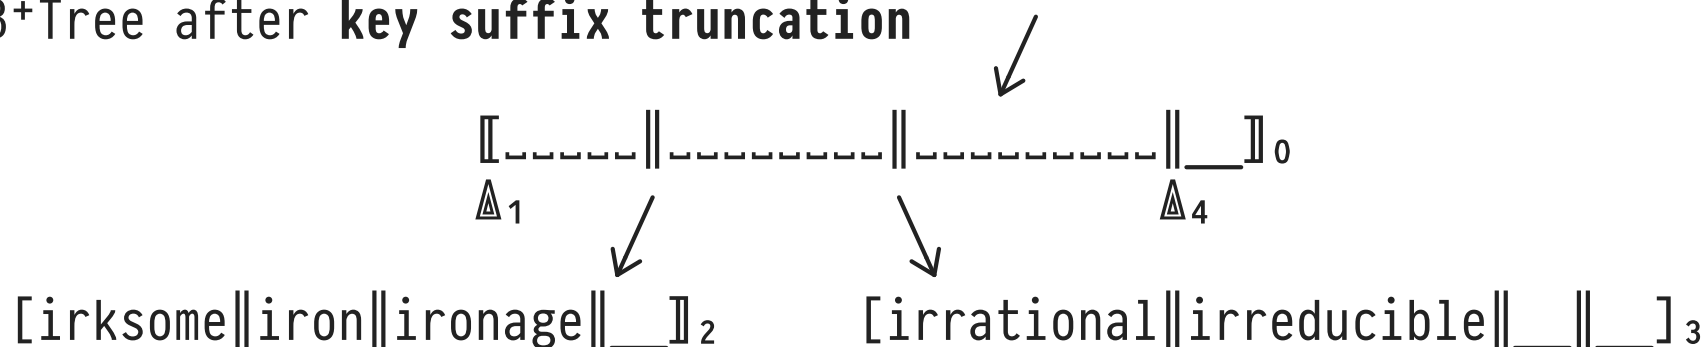 B⁺Tree after key suffix truncation
⟦␣␣␣␣␣‖␣␣␣␣␣␣␣␣‖␣␣␣␣␣␣␣␣␣‖__⟧₀
◬₁ ◬₄
[irksome‖iron‖ironage‖__⟧₂ [irrational‖irreducible‖__‖__]₃